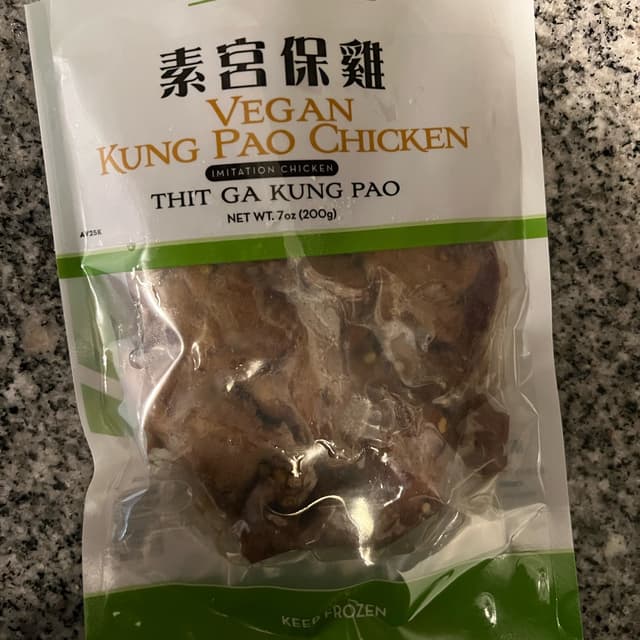 素宮保雞
VEGAN
KUNG PAO CHICKEN
IMITATION CHICKEN
THIT GA KUNG PAO
NET WT. 7oz (200g)
AY25K
KEEP FROZEN